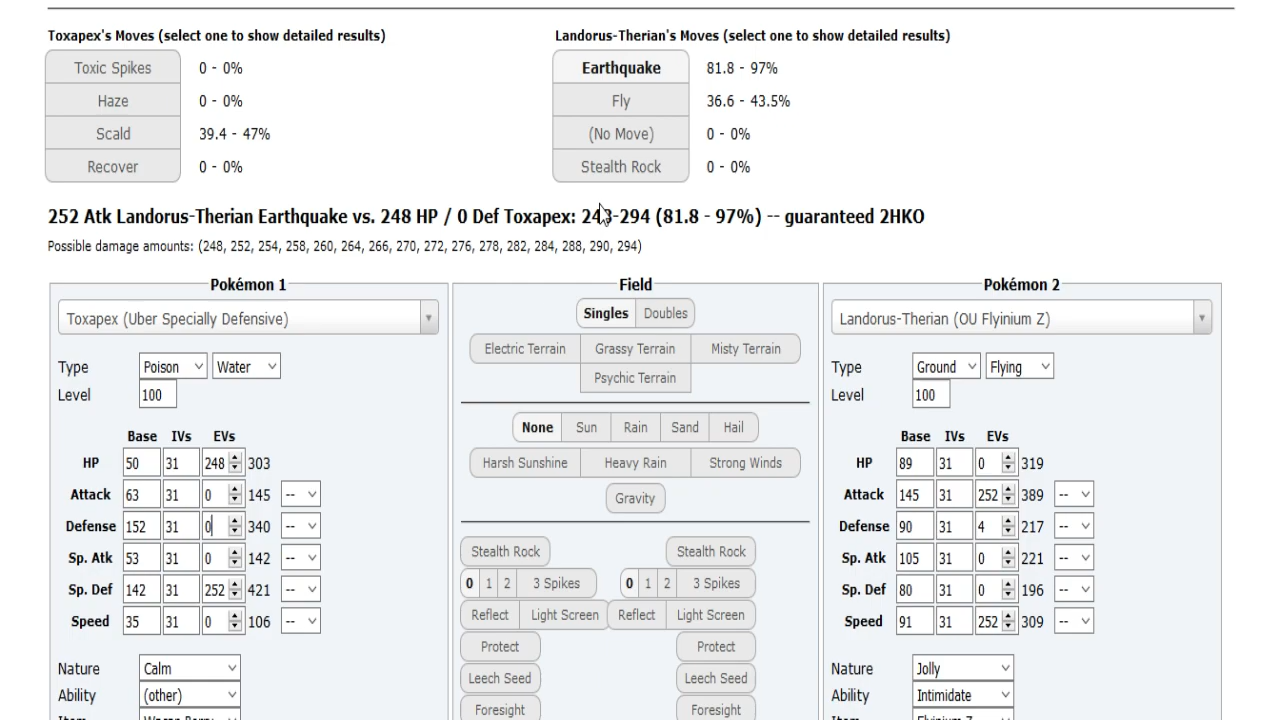 Toxapex's Moves (select one to show detailed results)
Landorus-Therian's Moves (select one to show detailed results)
Toxic Spikes 0 - 0%
Earthquake 81.8 - 97%
Haze 0 - 0%
Fly 36.6 - 43.5%
Scald 39.4 - 47%
(No Move) 0 - 0%
Recover 0 - 0%
Stealth Rock 0 - 0%
252 Atk Landorus-Therian Earthquake vs. 248 HP / 0 Def Toxapex: 248-294 (81.8 - 97%) -- guaranteed 2HKO
Possible damage amounts: (248, 252, 254, 258, 260, 264, 266, 270, 272, 276, 278, 282, 284, 288, 290, 294)
Pokémon 1
Toxapex (Uber Specially Defensive)
Type Poison Water
Level 100
Base IVs EVs
HP 50 31 248 303
Attack 63 31 0 145 --
Defense 152 31 0 340 --
Sp. Atk 53 31 0 142 --
Sp. Def 142 31 252 421 --
Speed 35 31 0 106 --
Nature Calm
Ability (other)
Field
Singles Doubles
Electric Terrain Grassy Terrain Misty Terrain
Psychic Terrain
None Sun Rain Sand Hail
Harsh Sunshine Heavy Rain Strong Winds
Gravity
Stealth Rock Stealth Rock
0 1 2 3 Spikes 0 1 2 3 Spikes
Reflect Light Screen Reflect Light Screen
Protect Protect
Leech Seed Leech Seed
Foresight Foresight
Pokémon 2
Landorus-Therian (OU Flyinium Z)
Type Ground Flying
Level 100
Base IVs EVs
HP 89 31 0 319
Attack 145 31 252 389 --
Defense 90 31 4 217 --
Sp. Atk 105 31 0 221 --
Sp. Def 80 31 0 196 --
Speed 91 31 252 309 --
Nature Jolly
Ability Intimidate